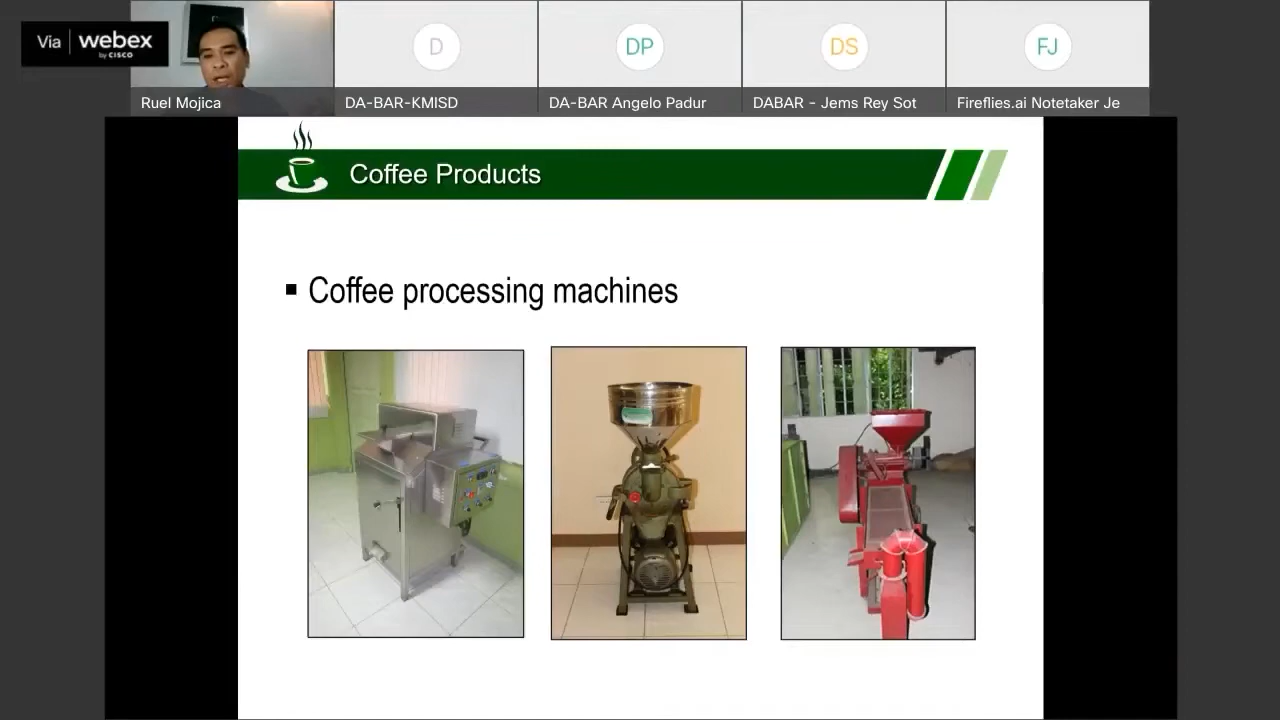 Via webex
by CISCO
Ruel Mojica
D
DA-BAR-KMISD
DP
DA-BAR Angelo Padur
DS
DABAR - Jems Rey Sot
FJ
Fireflies.ai Notetaker Je
Coffee Products
▪ Coffee processing machines